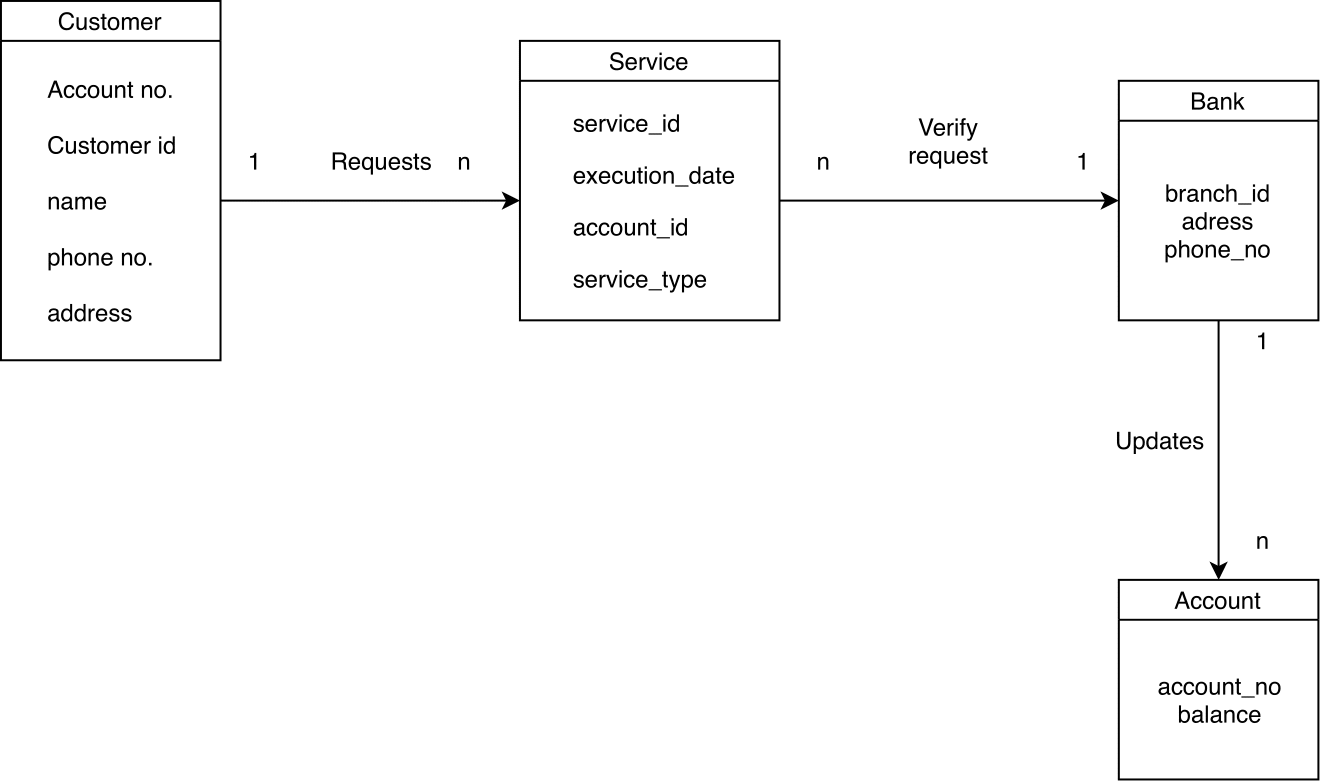 Customer
Account no.
Customer id
name
phone no.
address
1
Requests
n
Service
service_id
execution_date
account_id
service_type
n
Verify
request
1
Bank
branch_id
adress
phone_no
1
Updates
n
Account
account_no
balance